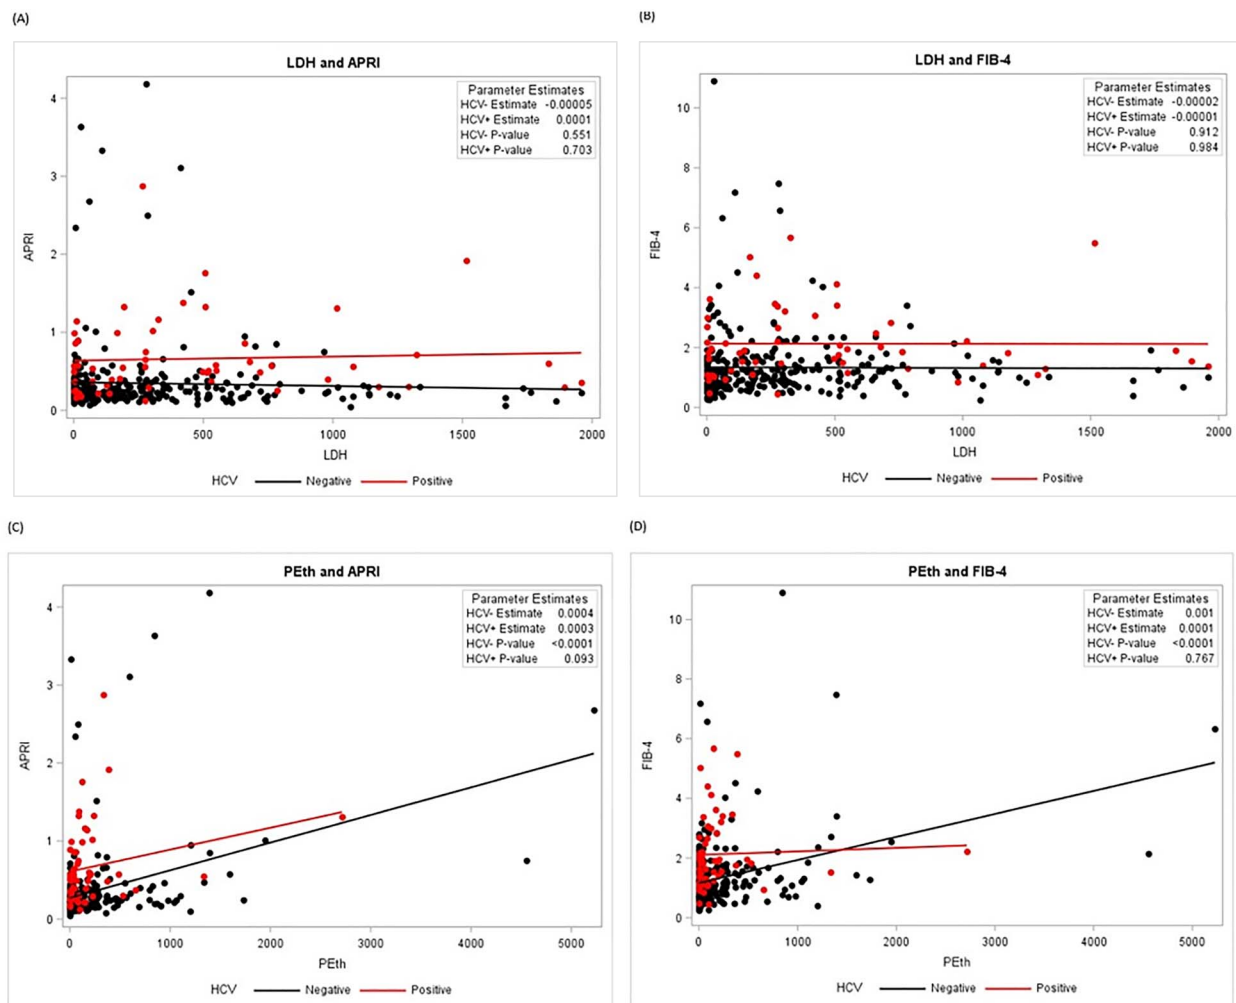 (A)
LDH and APRI
Parameter Estimates
HCV- Estimate -0.00005
HCV+ Estimate 0.0001
HCV- P-value 0.551
HCV+ P-value 0.703
4
3
2
1
0
APRI
0 500 1000 1500 2000
LDH
HCV Negative Positive
(B)
LDH and FIB-4
Parameter Estimates
HCV- Estimate -0.00002
HCV+ Estimate -0.00001
HCV- P-value 0.912
HCV+ P-value 0.984
10
8
6
4
2
0
FIB-4
0 500 1000 1500 2000
LDH
HCV Negative Positive
(C)
PEth and APRI
Parameter Estimates
HCV- Estimate 0.0004
HCV+ Estimate 0.0003
HCV- P-value <0.0001
HCV+ P-value 0.093
4
3
2
1
0
APRI
0 1000 2000 3000 4000 5000
PEth
HCV Negative Positive
(D)
PEth and FIB-4
Parameter Estimates
HCV- Estimate 0.001
HCV+ Estimate 0.0001
HCV- P-value <0.0001
HCV+ P-value 0.767
10
8
6
4
2
0
FIB-4
0 1000 2000 3000 4000 5000
PEth
HCV Negative Positive